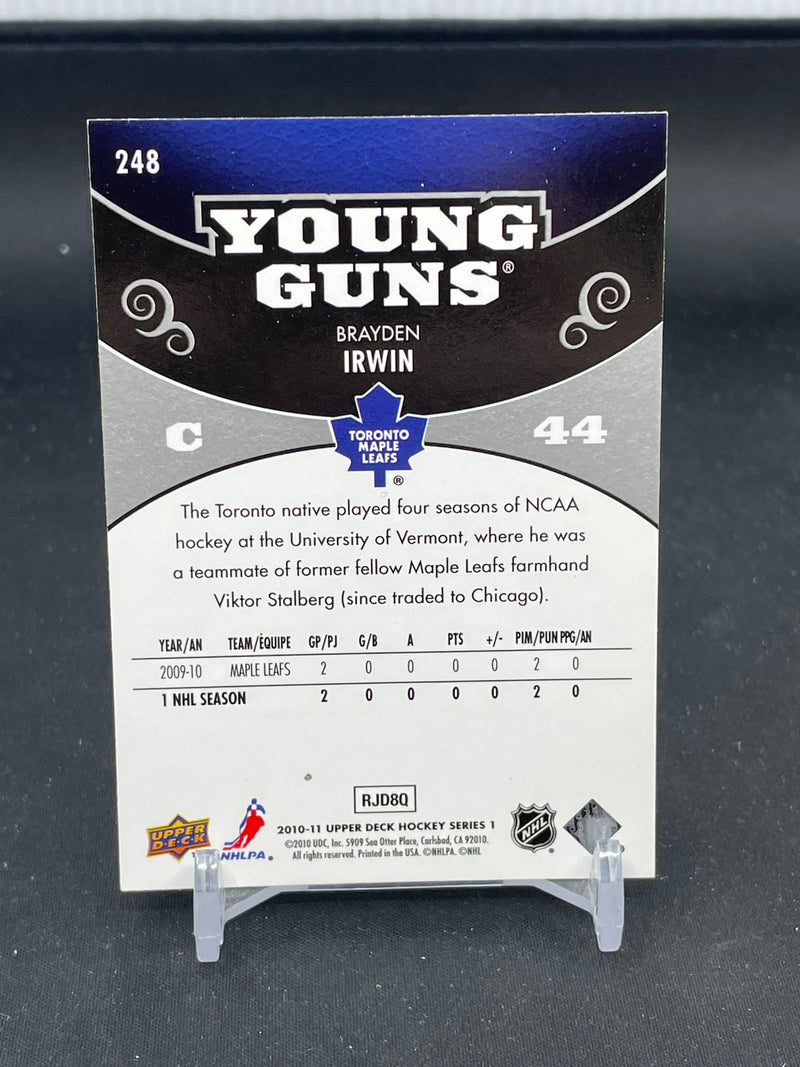 248
YOUNG
GUNS®
BRAYDEN
IRWIN
C
44
TORONTO
MAPLE
LEAFS
®
The Toronto native played four seasons of NCAA
hockey at the University of Vermont, where he was
a teammate of former fellow Maple Leafs farmhand
Viktor Stalberg (since traded to Chicago).
YEAR/AN TEAM/ÉQUIPE GP/PJ G/B A PTS +/- PIM/PUN PPG/AN
2009-10 MAPLE LEAFS 2 0 0 0 0 2 0
1 NHL SEASON 2 0 0 0 0 2 0
RJD8Q
UPPER
DECK
NHLPA®
2010-11 UPPER DECK HOCKEY SERIES 1
©2010 UDC, Inc. 5909 Sea Otter Place, Carlsbad, CA 92010.
All rights reserved. Printed in the USA. ©NHLPA. ©NHL
NHL
®